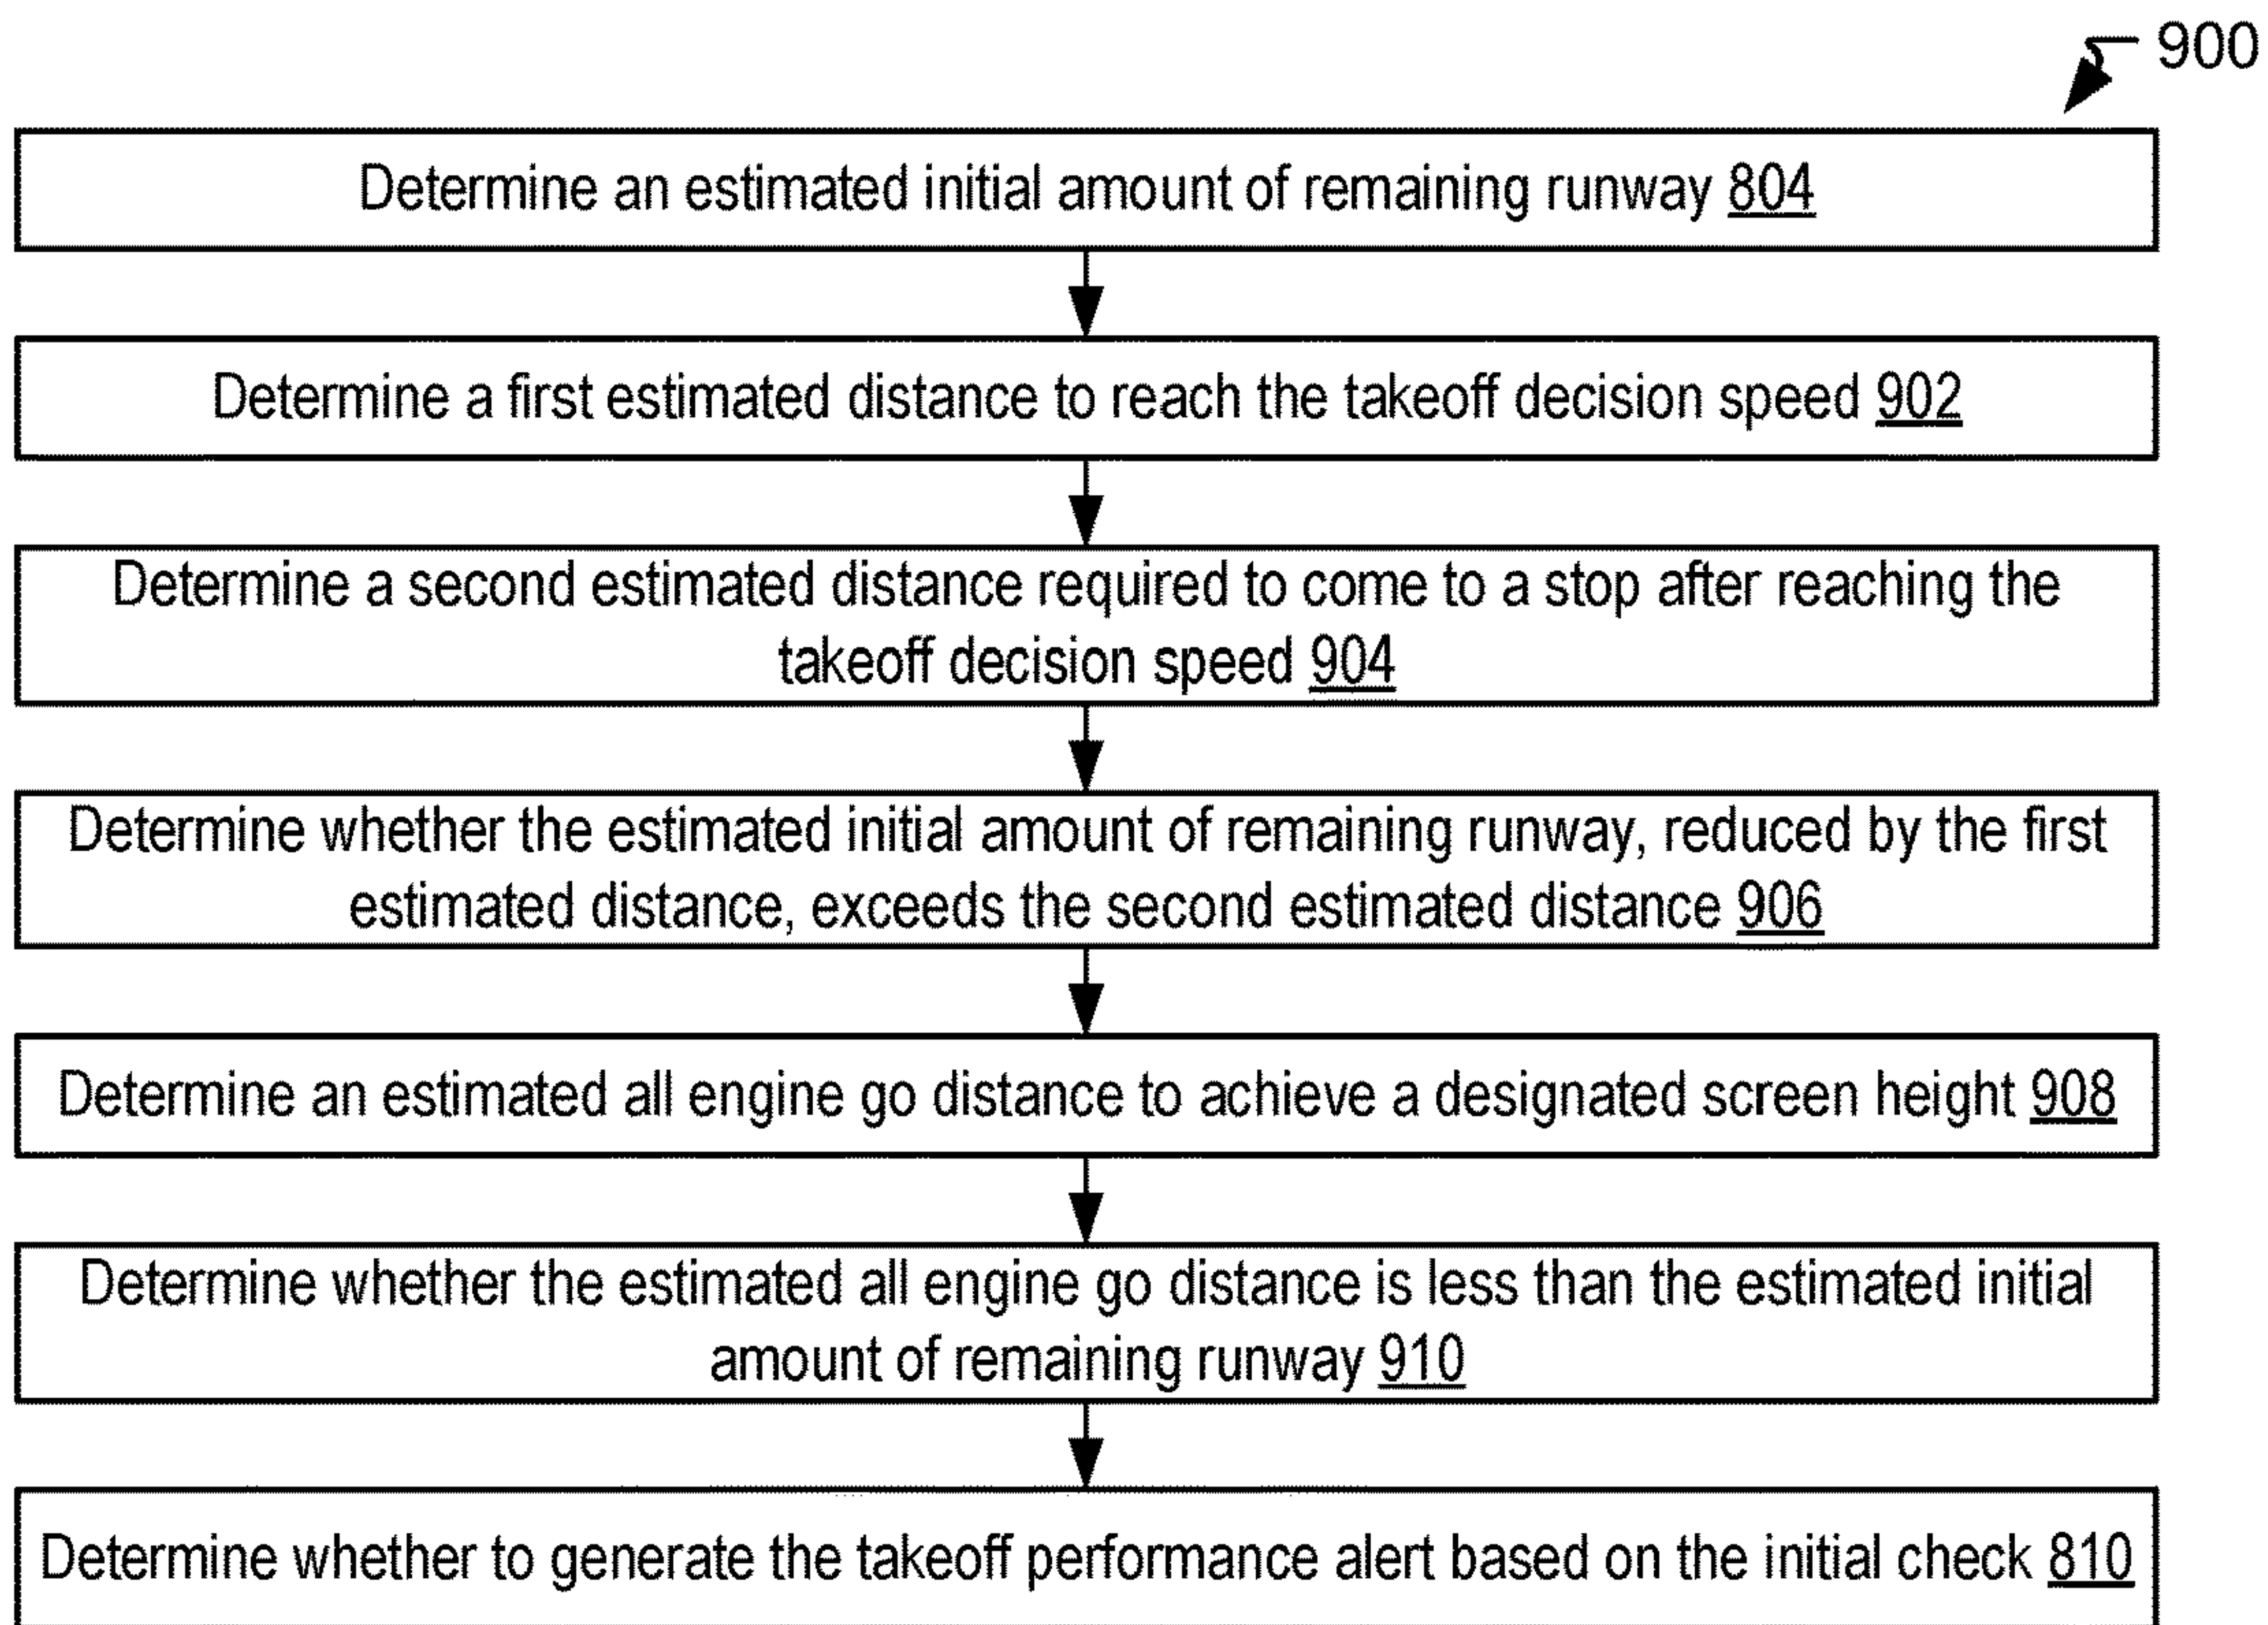 900
Determine an estimated initial amount of remaining runway 804
Determine a first estimated distance to reach the takeoff decision speed 902
Determine a second estimated distance required to come to a stop after reaching the
takeoff decision speed 904
Determine whether the estimated initial amount of remaining runway, reduced by the first
estimated distance, exceeds the second estimated distance 906
Determine an estimated all engine go distance to achieve a designated screen height 908
Determine whether the estimated all engine go distance is less than the estimated initial
amount of remaining runway 910
Determine whether to generate the takeoff performance alert based on the initial check 810